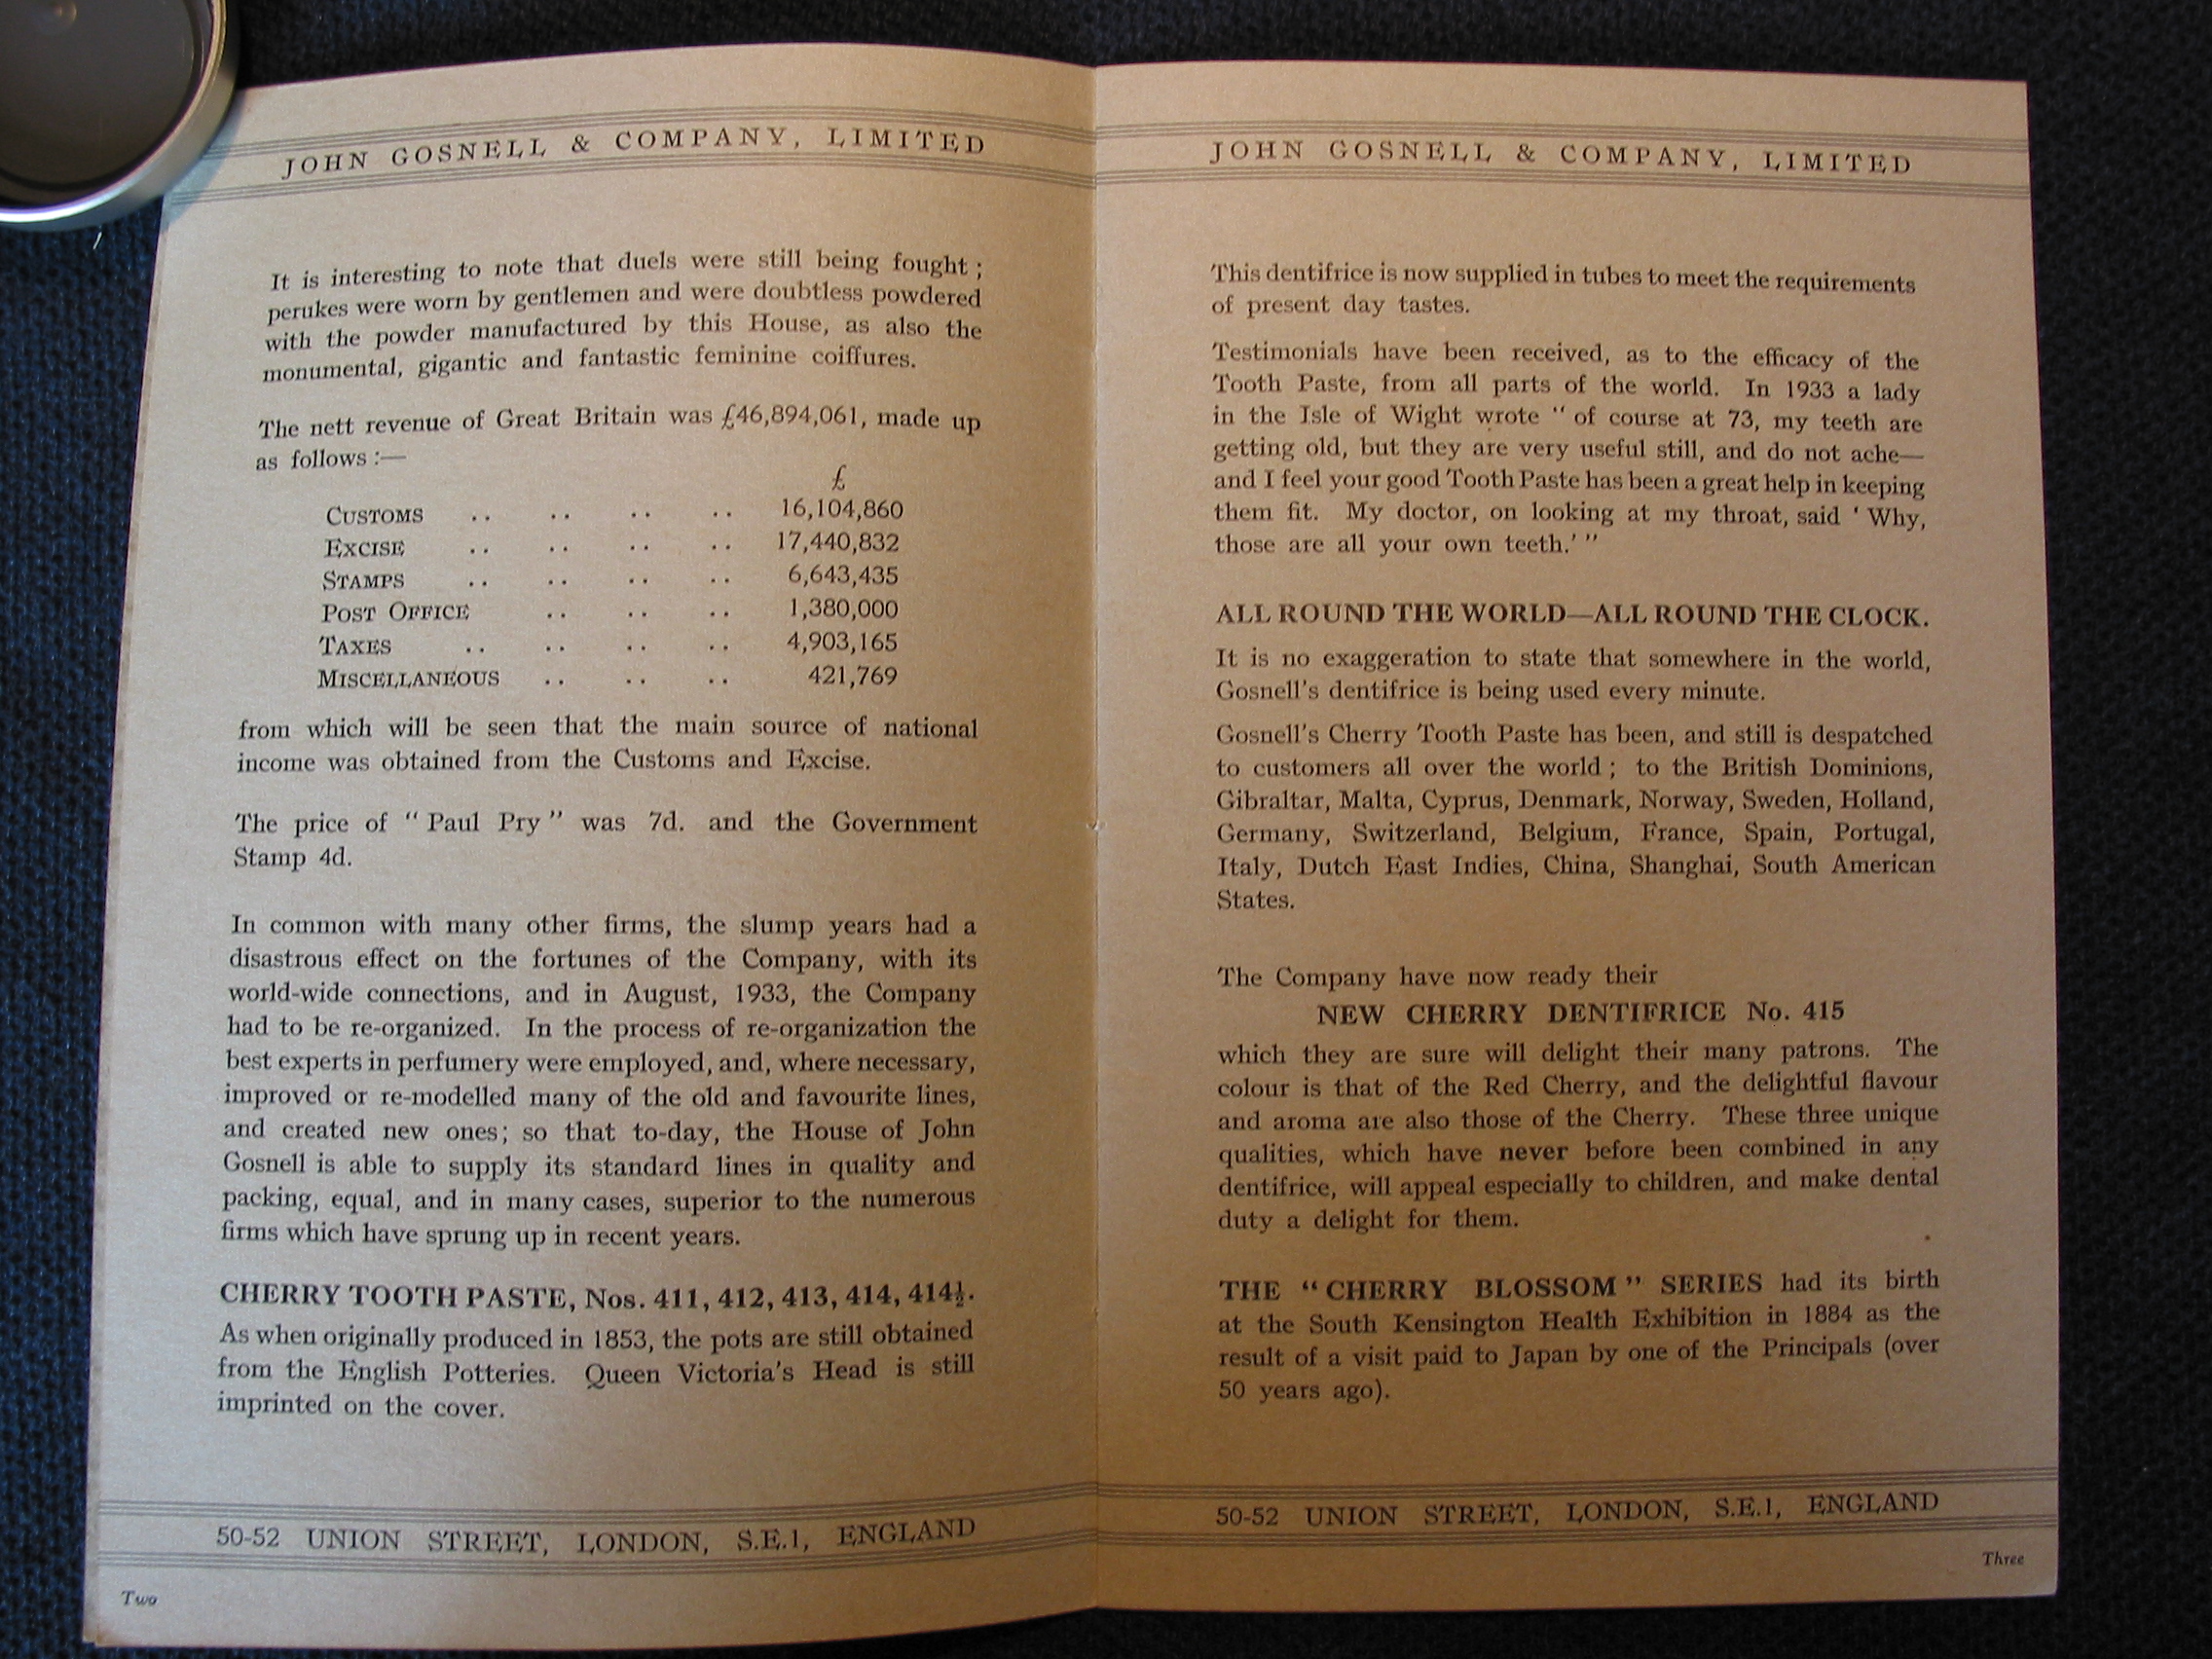 JOHN GOSNELL & COMPANY, LIMITED
It is interesting to note that duels were still being fought ;
perukes were worn by gentlemen and were doubtless powdered
with the powder manufactured by this House, as also the
monumental, gigantic and fantastic feminine coiffures.
The nett revenue of Great Britain was £46,894,061, made up
as follows :—
£
CUSTOMS .. .. .. .. 16,104,860
EXCISE .. .. .. .. 17,440,832
STAMPS .. .. .. .. 6,643,435
POST OFFICE .. .. .. 1,380,000
TAXES .. .. .. .. 4,903,165
MISCELLANEOUS .. .. .. 421,769
from which will be seen that the main source of national
income was obtained from the Customs and Excise.
The price of “ Paul Pry ” was 7d. and the Government
Stamp 4d.
In common with many other firms, the slump years had a
disastrous effect on the fortunes of the Company, with its
world-wide connections, and in August, 1933, the Company
had to be re-organized. In the process of re-organization the
best experts in perfumery were employed, and, where necessary,
improved or re-modelled many of the old and favourite lines,
and created new ones; so that to-day, the House of John
Gosnell is able to supply its standard lines in quality and
packing, equal, and in many cases, superior to the numerous
firms which have sprung up in recent years.
CHERRY TOOTH PASTE, Nos. 411, 412, 413, 414, 414½.
As when originally produced in 1853, the pots are still obtained
from the English Potteries. Queen Victoria's Head is still
imprinted on the cover.
50-52 UNION STREET, LONDON, S.E.1, ENGLAND
Two
JOHN GOSNELL & COMPANY, LIMITED
This dentifrice is now supplied in tubes to meet the requirements
of present day tastes.
Testimonials have been received, as to the efficacy of the
Tooth Paste, from all parts of the world. In 1933 a lady
in the Isle of Wight wrote “ of course at 73, my teeth are
getting old, but they are very useful still, and do not ache—
and I feel your good Tooth Paste has been a great help in keeping
them fit. My doctor, on looking at my throat, said ‘ Why,
those are all your own teeth.’ ”
ALL ROUND THE WORLD—ALL ROUND THE CLOCK.
It is no exaggeration to state that somewhere in the world,
Gosnell's dentifrice is being used every minute.
Gosnell's Cherry Tooth Paste has been, and still is despatched
to customers all over the world ; to the British Dominions,
Gibraltar, Malta, Cyprus, Denmark, Norway, Sweden, Holland,
Germany, Switzerland, Belgium, France, Spain, Portugal,
Italy, Dutch East Indies, China, Shanghai, South American
States.
The Company have now ready their
NEW CHERRY DENTIFRICE No. 415
which they are sure will delight their many patrons. The
colour is that of the Red Cherry, and the delightful flavour
and aroma are also those of the Cherry. These three unique
qualities, which have never before been combined in any
dentifrice, will appeal especially to children, and make dental
duty a delight for them.
THE “ CHERRY BLOSSOM ” SERIES had its birth
at the South Kensington Health Exhibition in 1884 as the
result of a visit paid to Japan by one of the Principals (over
50 years ago).
50-52 UNION STREET, LONDON, S.E.1, ENGLAND
Three